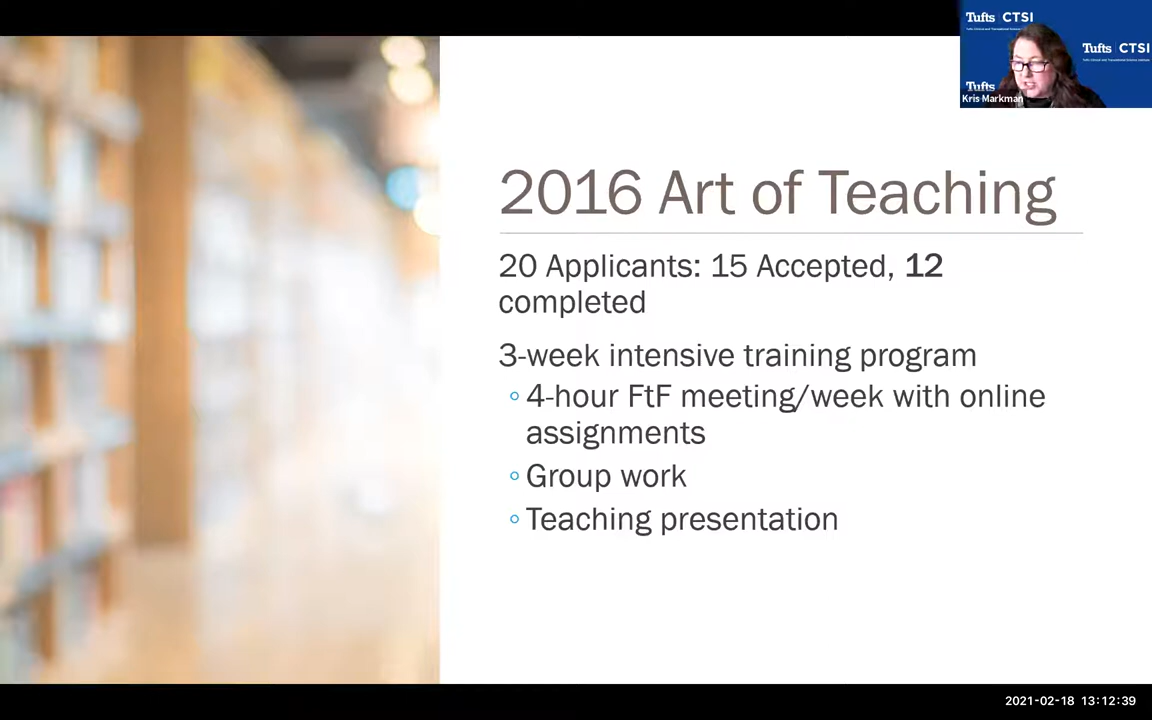 Tufts CTSI
Tufts CTSI
Tufts
Kris Markman
2016 Art of Teaching
20 Applicants: 15 Accepted, 12
completed
3-week intensive training program
◦ 4-hour FtF meeting/week with online
assignments
◦ Group work
◦ Teaching presentation
2021-02-18 13:12:39